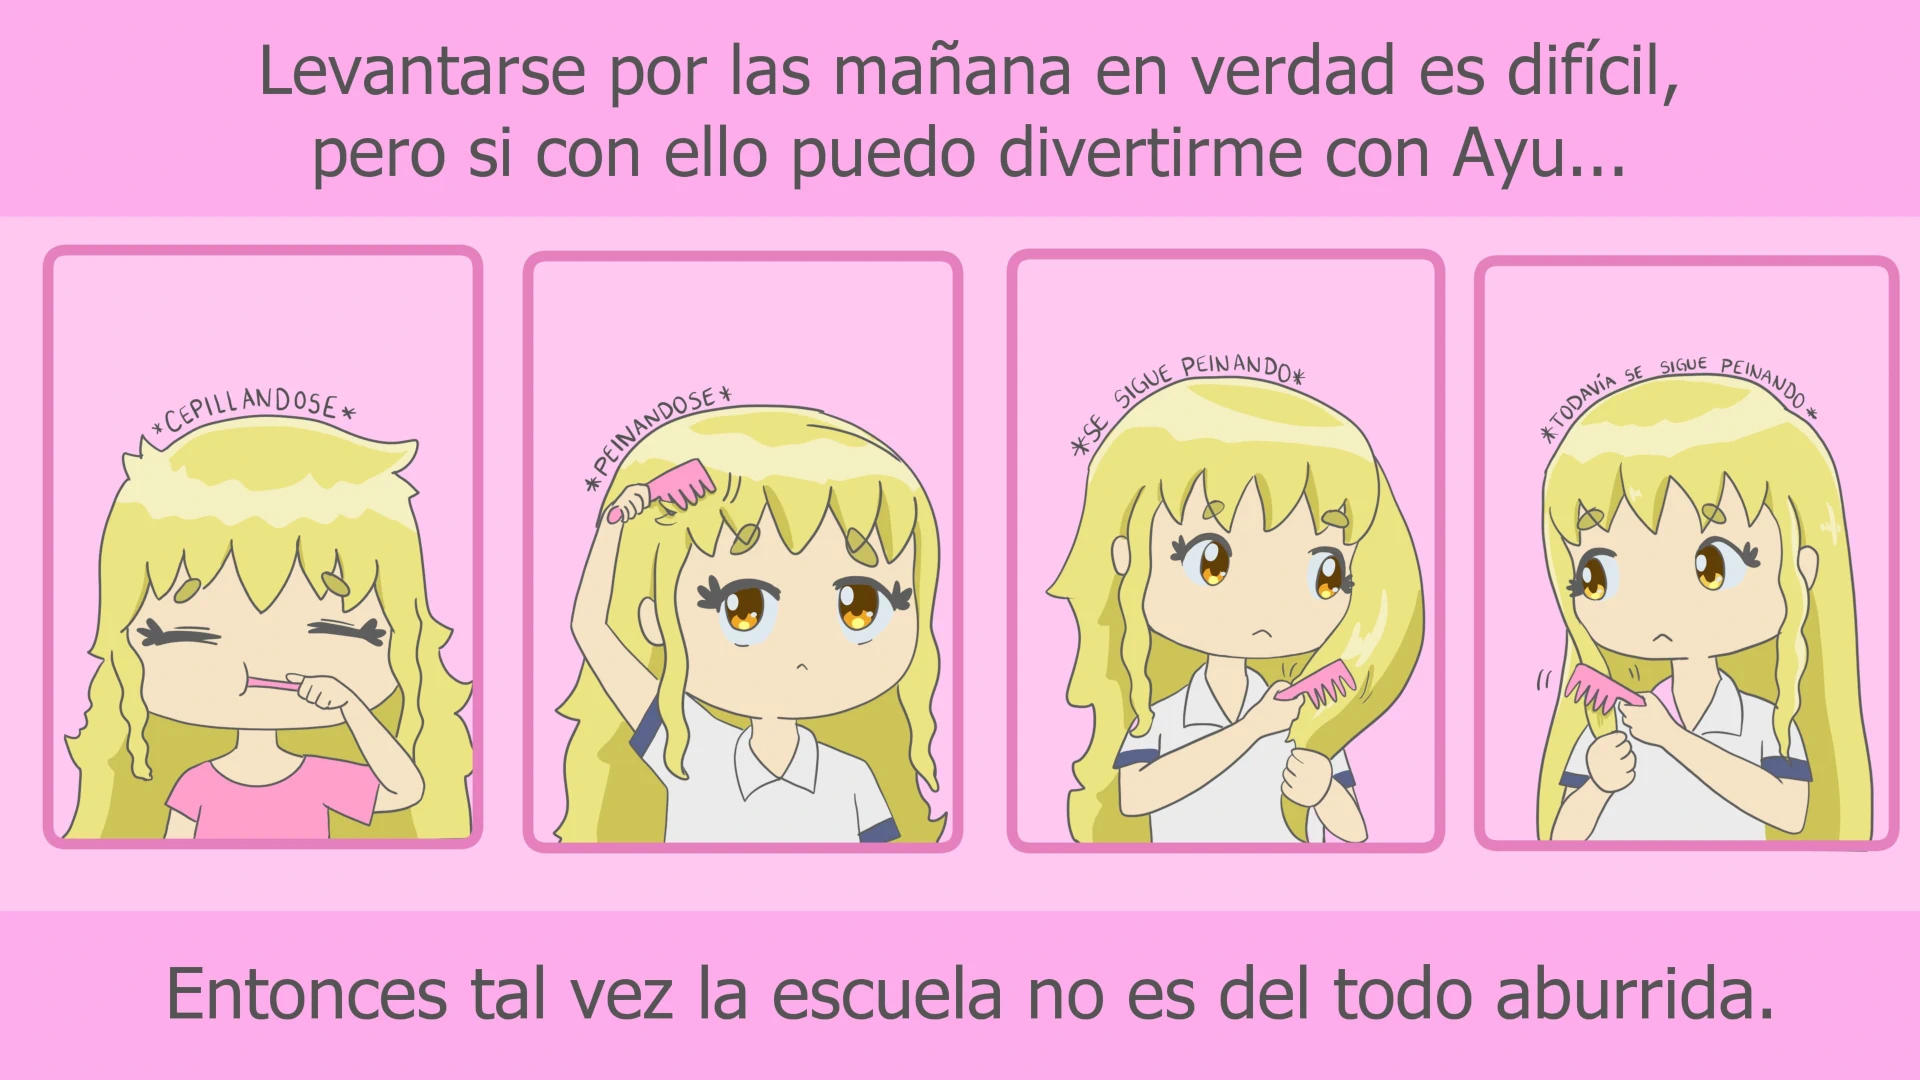 Levantarse por las mañana en verdad es difícil,
pero si con ello puedo divertirme con Ayu...
*CEPILLANDOSE*
*PEINANDOSE*
*SE SIGUE PEINANDO*
*TODAVÍA SE SIGUE PEINANDO*
Entonces tal vez la escuela no es del todo aburrida.